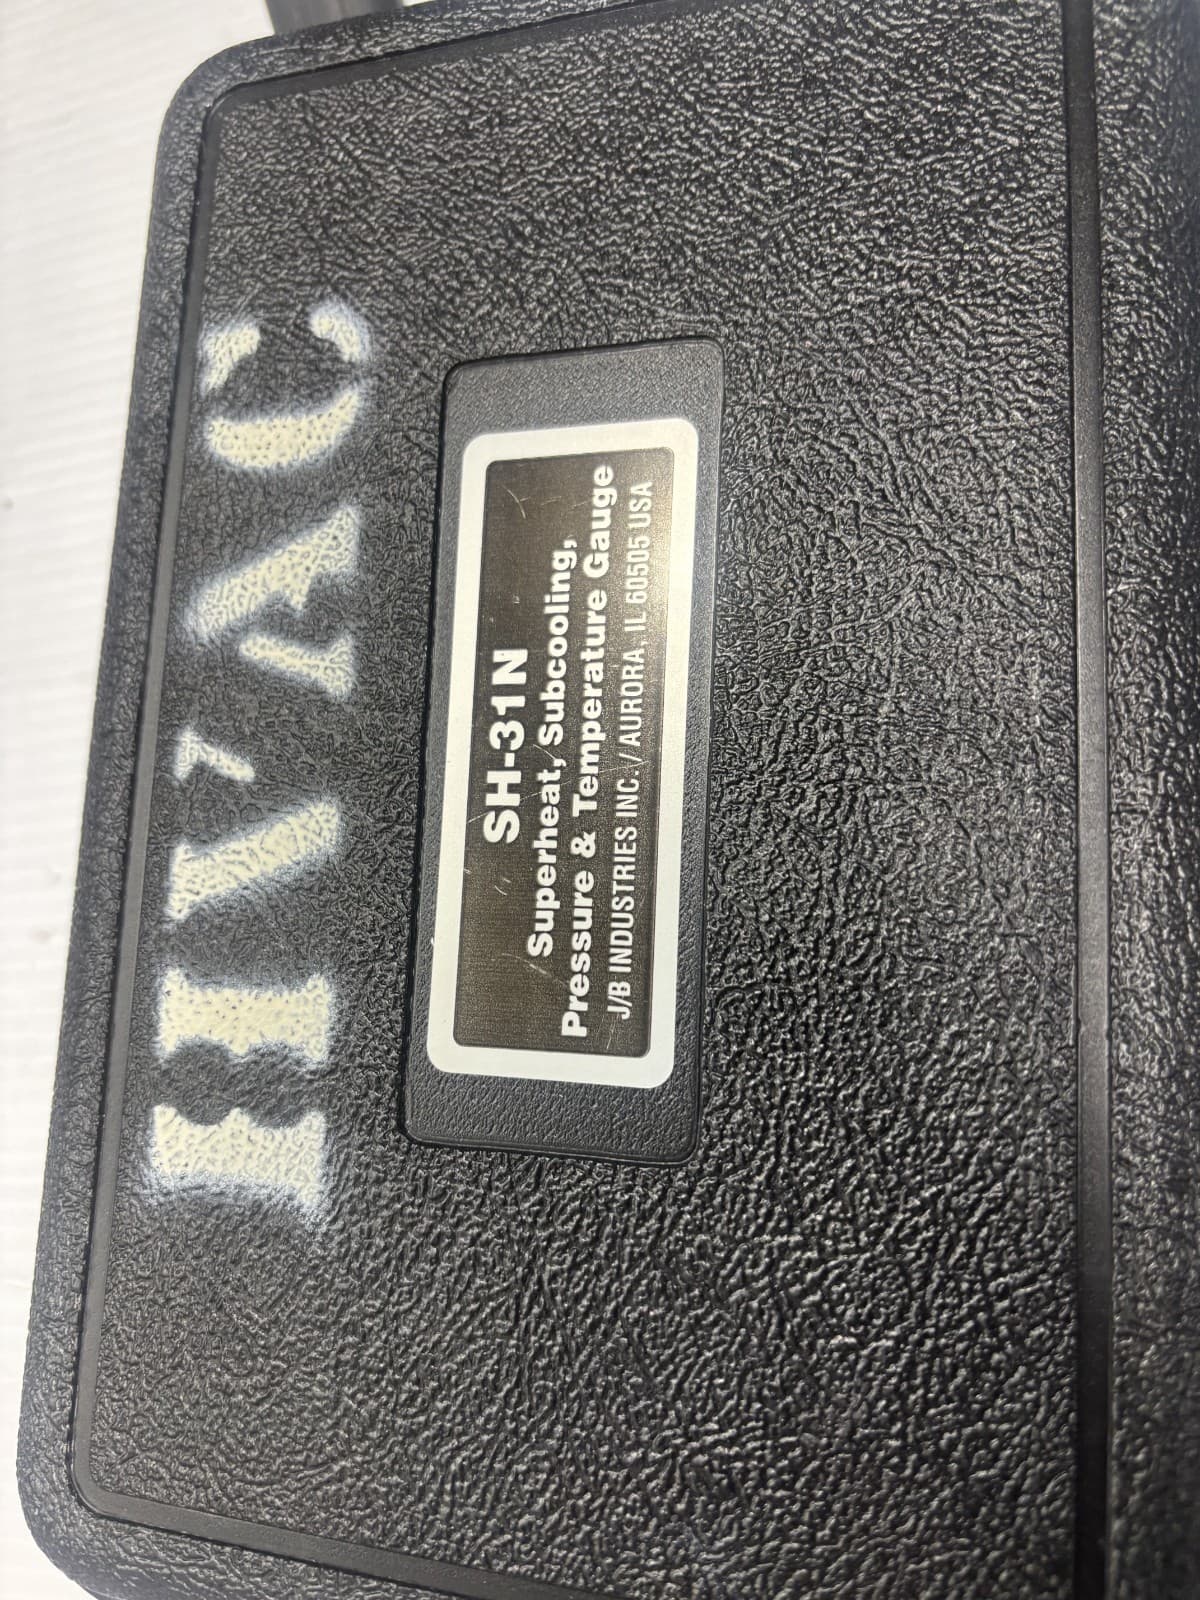 HVAC
SH-31N
Superheat, Subcooling,
Pressure & Temperature Gauge
J/B INDUSTRIES INC. / AURORA, IL 60505 USA